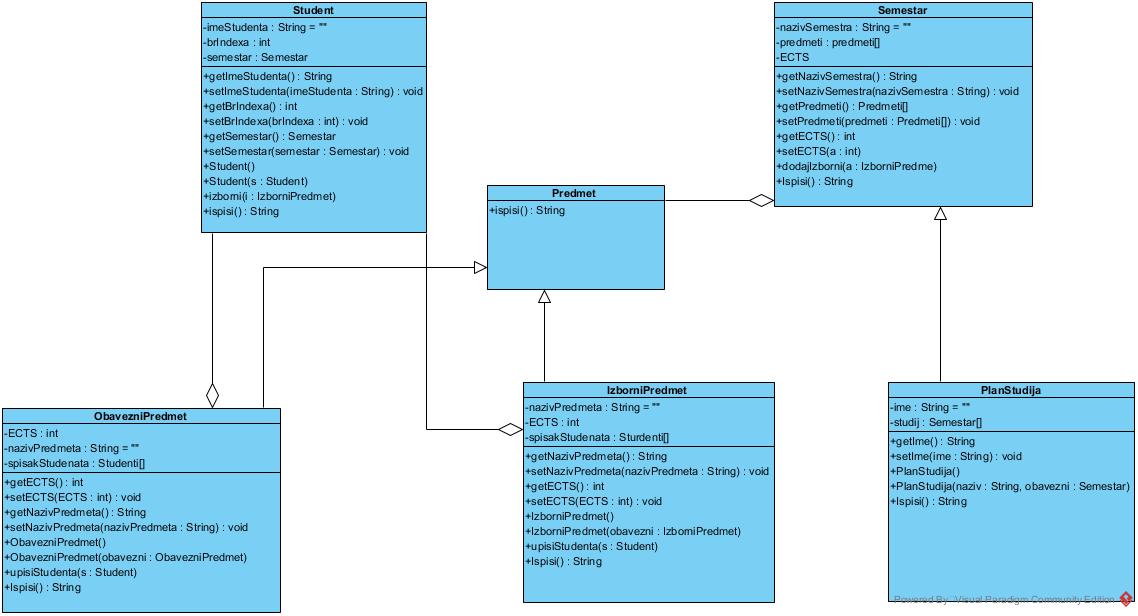 Student
-imeStudenta : String = ""
-brIndexa : int
-semestar : Semestar
+getImeStudenta() : String
+setImeStudenta(imeStudenta : String) : void
+getBrIndexa() : int
+setBrIndexa(brIndexa : int) : void
+getSemestar() : Semestar
+setSemestar(semestar : Semestar) : void
+Student()
+Student(s : Student)
+izborni(i : IzborniPredmet)
+ispisi() : String
Semestar
-nazivSemestra : String = ""
-predmeti : predmeti[]
-ECTS
+getNazivSemestra() : String
+setNazivSemestra(nazivSemestra : String) : void
+getPredmeti() : Predmeti[]
+setPredmeti(predmeti : Predmeti[]) : void
+getECTS() : int
+setECTS(a : int)
+dodajIzborni(a : IzborniPredme)
+Ispisi() : String
Predmet
+ispisi() : String
ObavezniPredmet
-ECTS : int
-nazivPredmeta : String = ""
-spisakStudenata : Studenti[]
+getECTS() : int
+setECTS(ECTS : int) : void
+getNazivPredmeta() : String
+setNazivPredmeta(nazivPredmeta : String) : void
+ObavezniPredmet()
+ObavezniPredmet(obavezni : ObavezniPredmet)
+upisiStudenta(s : Student)
+Ispisi() : String
IzborniPredmet
-nazivPredmeta : String = ""
-ECTS : int
-spisakStudenata : Sturdenti[]
+getNazivPredmeta() : String
+setNazivPredmeta(nazivPredmeta : String) : void
+getECTS() : int
+setECTS(ECTS : int) : void
+IzborniPredmet()
+IzborniPredmet(obavezni : IzborniPredmet)
+upisiStudenta(s : Student)
+Ispisi() : String
PlanStudija
-ime : String = ""
-studij : Semestar[]
+getIme() : String
+setIme(ime : String) : void
+PlanStudija()
+PlanStudija(naziv : String, obavezni : Semestar)
+Ispisi() : String
Powered By Visual Paradigm Community Edition